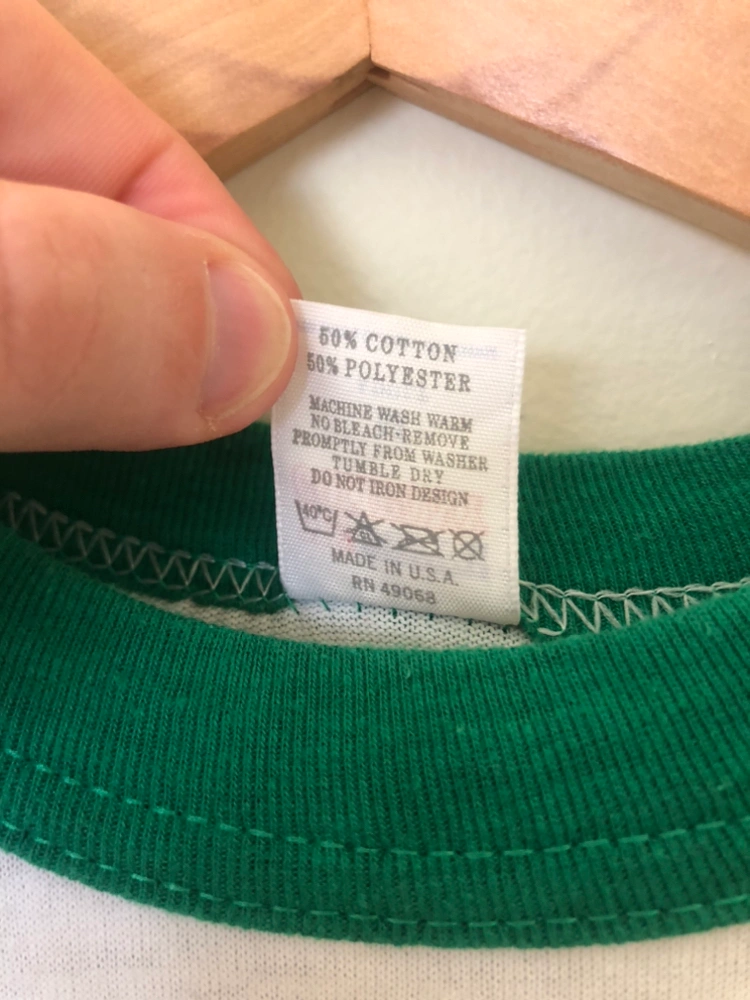 50% COTTON
50% POLYESTER
MACHINE WASH WARM
NO BLEACH-REMOVE
PROMPTLY FROM WASHER
TUMBLE DRY
DO NOT IRON DESIGN
40°C CL
MADE IN U.S.A.
RN 49068